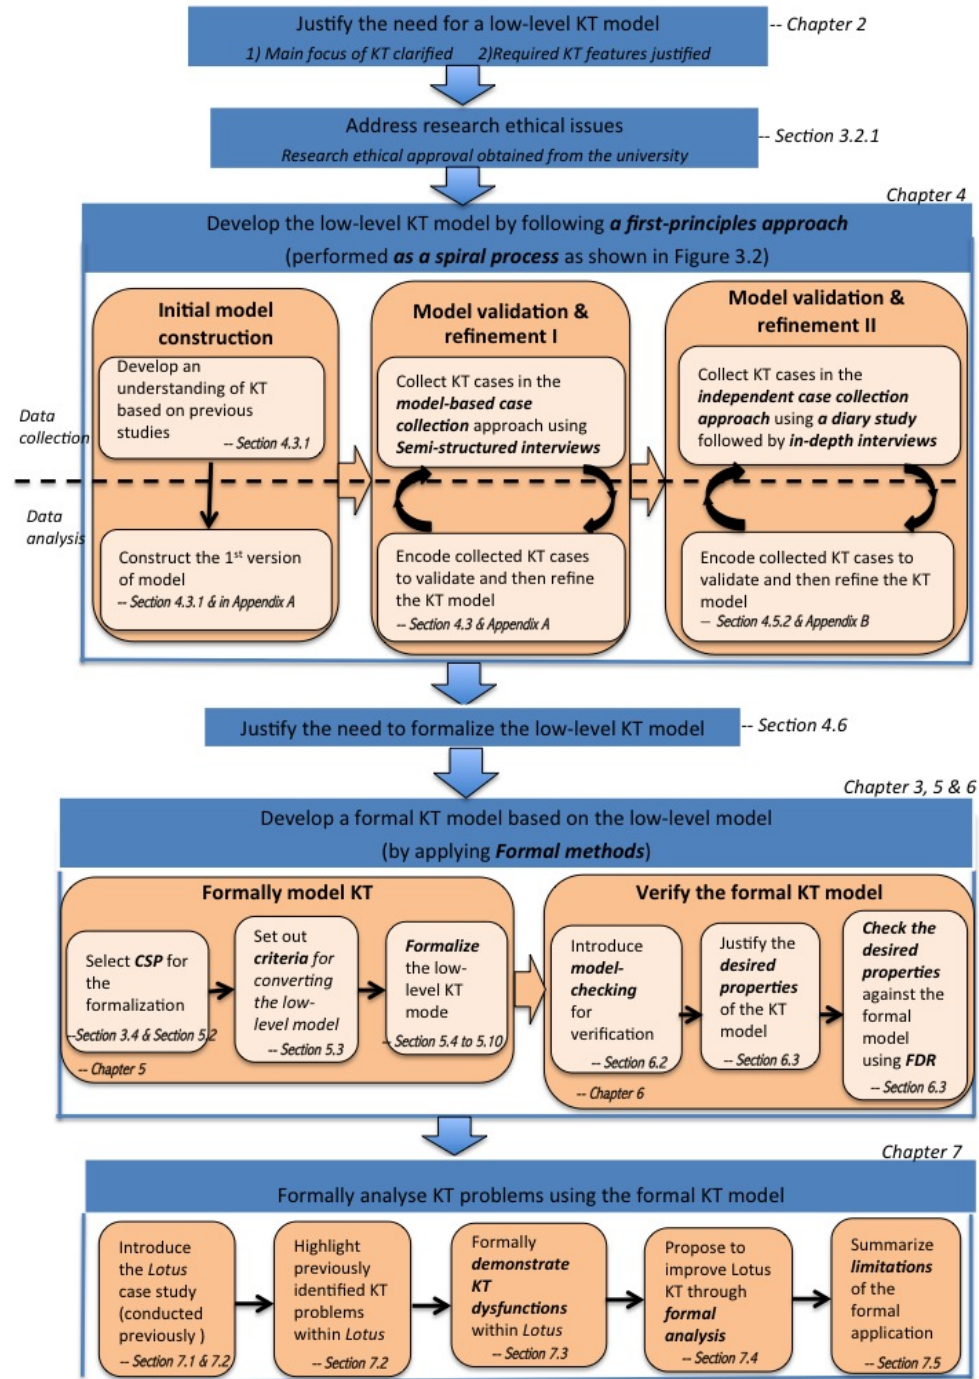 Justify the need for a low-level KT model
1) Main focus of KT clarified 2)Required KT features justified
-- Chapter 2
Address research ethical issues
Research ethical approval obtained from the university
-- Section 3.2.1
Chapter 4
Develop the low-level KT model by following a first-principles approach
(performed as a spiral process as shown in Figure 3.2)
Initial model
construction
Develop an
understanding of KT
based on previous
studies
-- Section 4.3.1
Construct the 1st version
of model
-- Section 4.3.1 & in Appendix A
Data
collection
Data
analysis
Model validation &
refinement I
Collect KT cases in the
model-based case
collection approach using
Semi-structured interviews
Encode collected KT cases
to validate and then refine
the KT model
-- Section 4.3 & Appendix A
Model validation &
refinement II
Collect KT cases in the
independent case collection
approach using a diary study
followed by in-depth interviews
Encode collected KT cases to
validate and then refine the KT
model
-- Section 4.5.2 & Appendix B
Justify the need to formalize the low-level KT model
-- Section 4.6
Chapter 3, 5 & 6
Develop a formal KT model based on the low-level model
(by applying Formal methods)
Formally model KT
Select CSP for
the
formalization
--Section 3.4 & Section 5.2
-- Chapter 5
Set out
criteria for
converting
the low-
level model
-- Section 5.3
Formalize
the low-
level KT
mode
-- Section 5.4 to 5.10
Verify the formal KT model
Introduce
model-
checking
for
verification
-- Section 6.2
-- Chapter 6
Justify the
desired
properties
of the KT
model
-- Section 6.3
Check the
desired
properties
against the
formal
model
using FDR
-- Section 6.3
Chapter 7
Formally analyse KT problems using the formal KT model
Introduce
the Lotus
case study
(conducted
previously )
-- Section 7.1 & 7.2
Highlight
previously
identified KT
problems
within Lotus
-- Section 7.2
Formally
demonstrate
KT
dysfunctions
within Lotus
-- Section 7.3
Propose to
improve Lotus
KT through
formal
analysis
-- Section 7.4
Summarize
limitations
of the
formal
application
-- Section 7.5